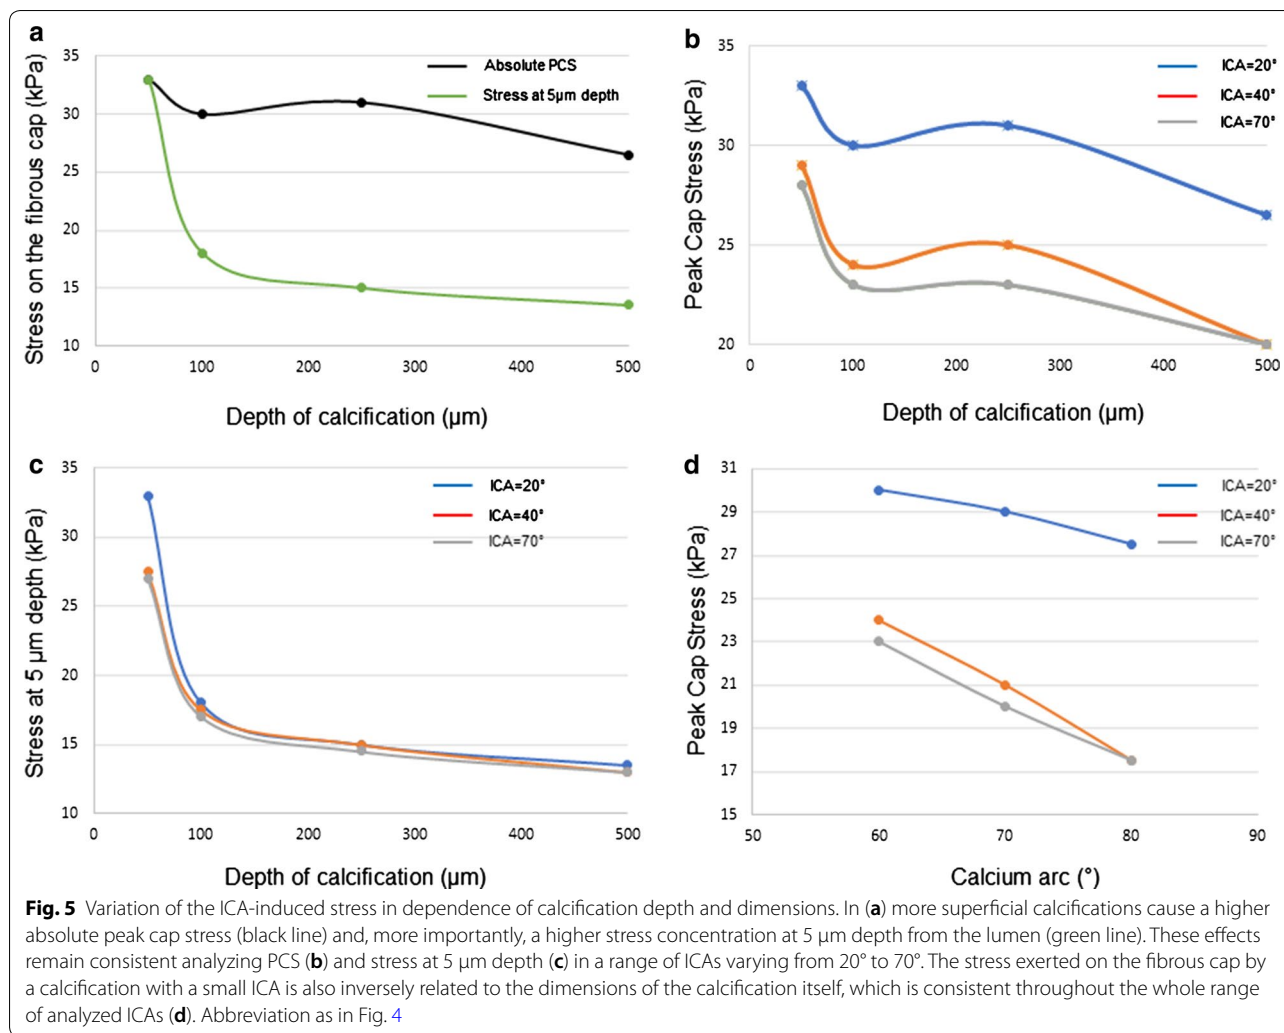 a
35
30
25
20
15
10
0
100
200
300
400
500
Stress on the fibrous cap (kPa)
Absolute PCS
Stress at 5µm depth
Depth of calcification (µm)
b
35
30
25
20
0
100
200
300
400
500
Peak Cap Stress (kPa)
ICA=20°
ICA=40°
ICA=70°
Depth of calcification (µm)
c
35
30
25
20
15
10
0
100
200
300
400
500
Stress at 5 µm depth (kPa)
ICA=20°
ICA=40°
ICA=70°
Depth of calcification (µm)
d
31
29
27
25
23
21
19
17
15
50
60
70
80
90
Peak Cap Stress (kPa)
ICA=20°
ICA=40°
ICA=70°
Calcium arc (°)
Fig. 5 Variation of the ICA-induced stress in dependence of calcification depth and dimensions. In (a) more superficial calcifications cause a higher
absolute peak cap stress (black line) and, more importantly, a higher stress concentration at 5 µm depth from the lumen (green line). These effects
remain consistent analyzing PCS (b) and stress at 5 µm depth (c) in a range of ICAs varying from 20° to 70°. The stress exerted on the fibrous cap by
a calcification with a small ICA is also inversely related to the dimensions of the calcification itself, which is consistent throughout the whole range
of analyzed ICAs (d). Abbreviation as in Fig. 4